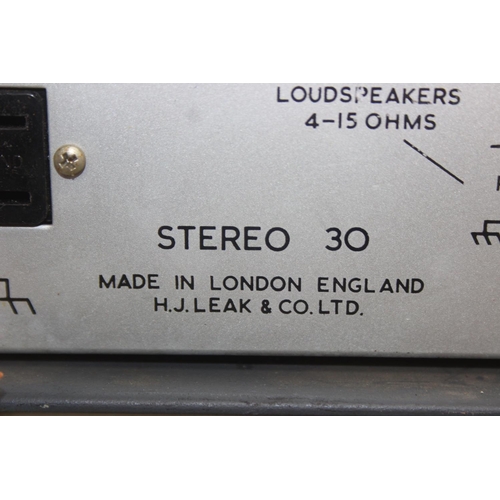 LOUDSPEAKERS
4-15 OHMS
STEREO 30
MADE IN LONDON ENGLAND
H.J.LEAK & CO.LTD.